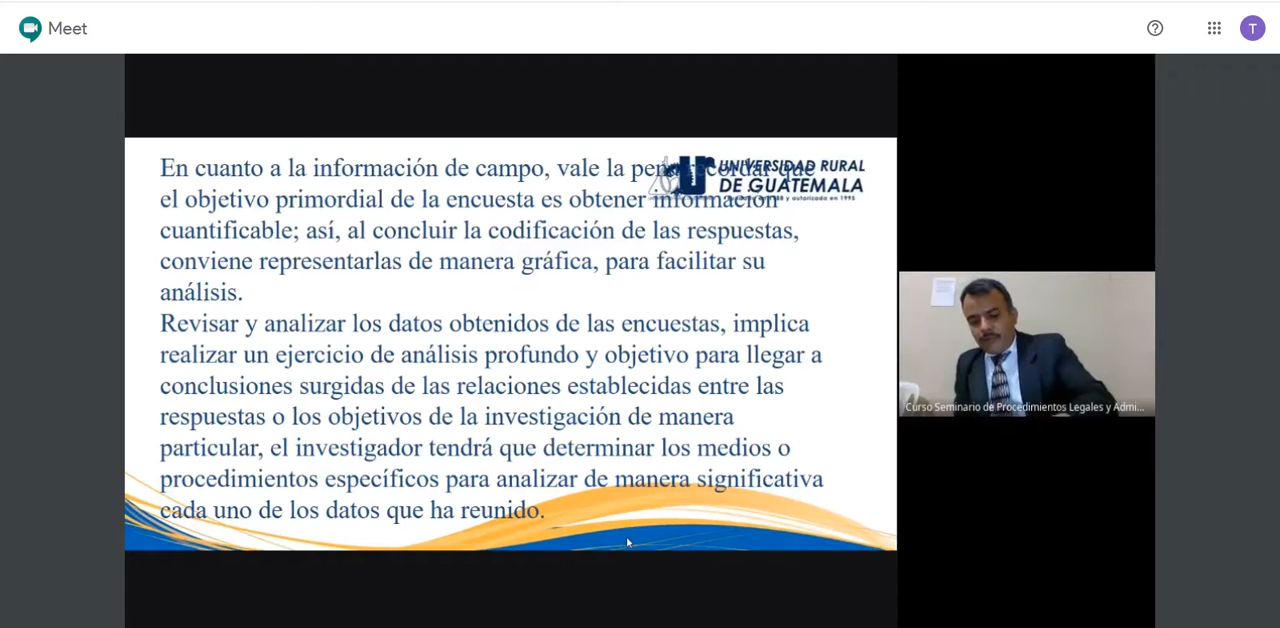 Meet
T
En cuanto a la información de campo, vale la pena recordar que
el objetivo primordial de la encuesta es obtener información
cuantificable; así, al concluir la codificación de las respuestas,
conviene representarlas de manera gráfica, para facilitar su
análisis.
Revisar y analizar los datos obtenidos de las encuestas, implica
realizar un ejercicio de análisis profundo y objetivo para llegar a
conclusiones surgidas de las relaciones establecidas entre las
respuestas o los objetivos de la investigación de manera
particular, el investigador tendrá que determinar los medios o
procedimientos específicos para analizar de manera significativa
cada uno de los datos que ha reunido.
UNIVERSIDAD RURAL
DE GUATEMALA
y autorizada en 1995
Curso Seminario de Procedimientos Legales y Admi...